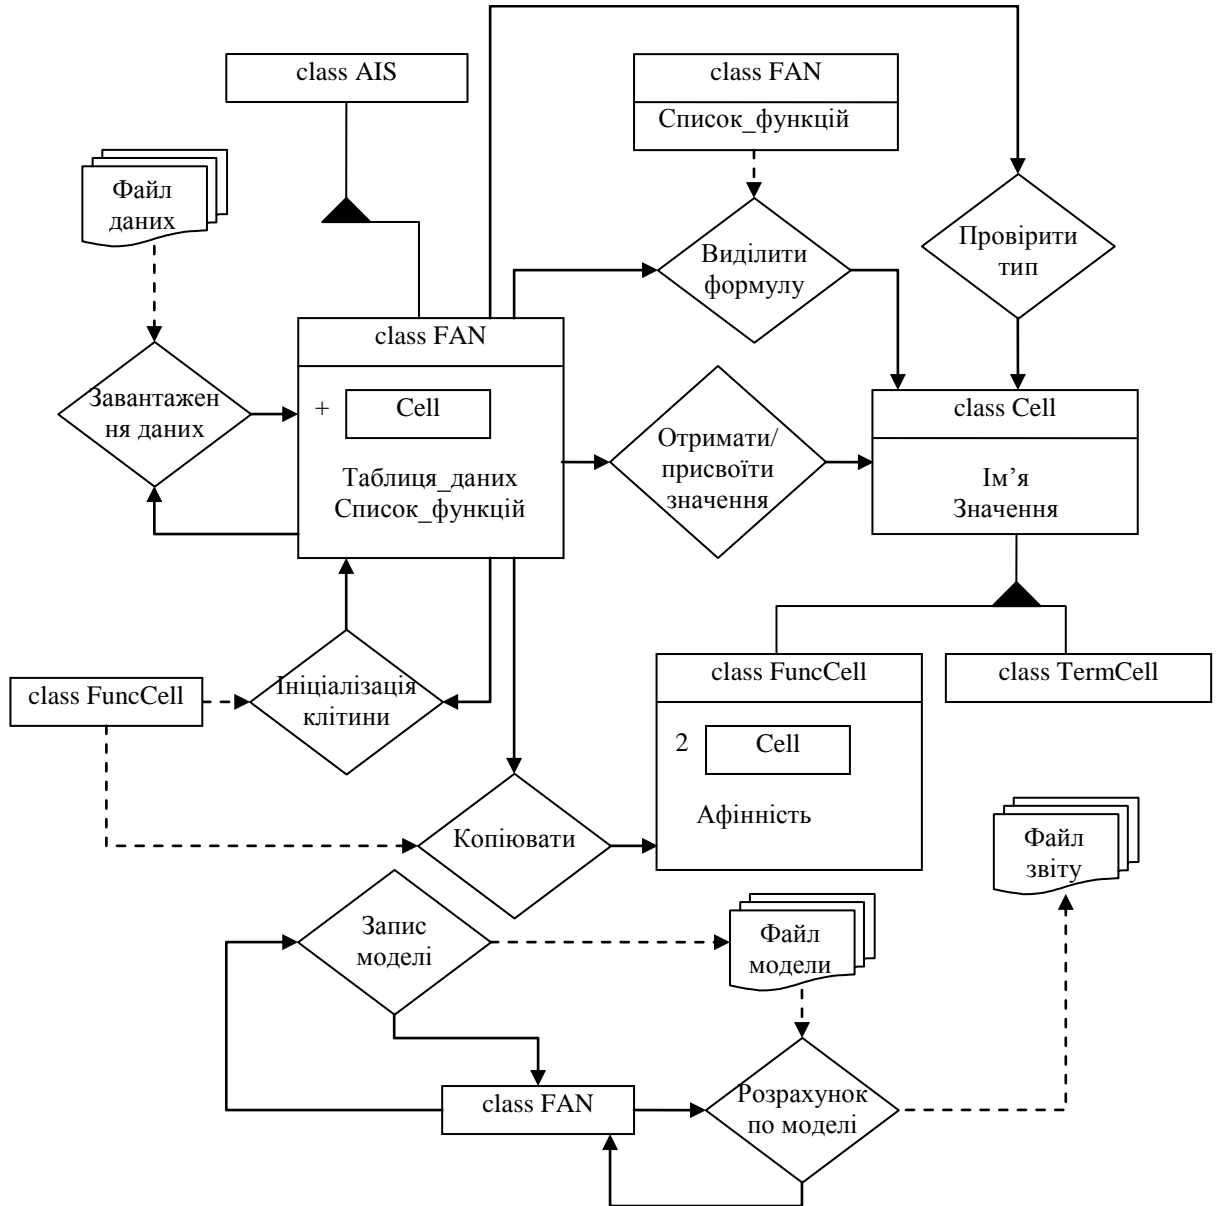 class AIS
class FAN
Список_функцій
Файл
даних
Виділити
формулу
Провірити
тип
class FAN
+
Cell
Таблиця_даних
Список_функцій
Завантажен
ня даних
Отримати/
присвоїти
значення
class Cell
Ім’я
Значення
class FuncCell
Ініціалізація
клітини
class FuncCell
2
Cell
Афінність
class TermCell
Копіювати
Файл
звіту
Запис
моделі
Файл
модели
class FAN
Розрахунок
по моделі